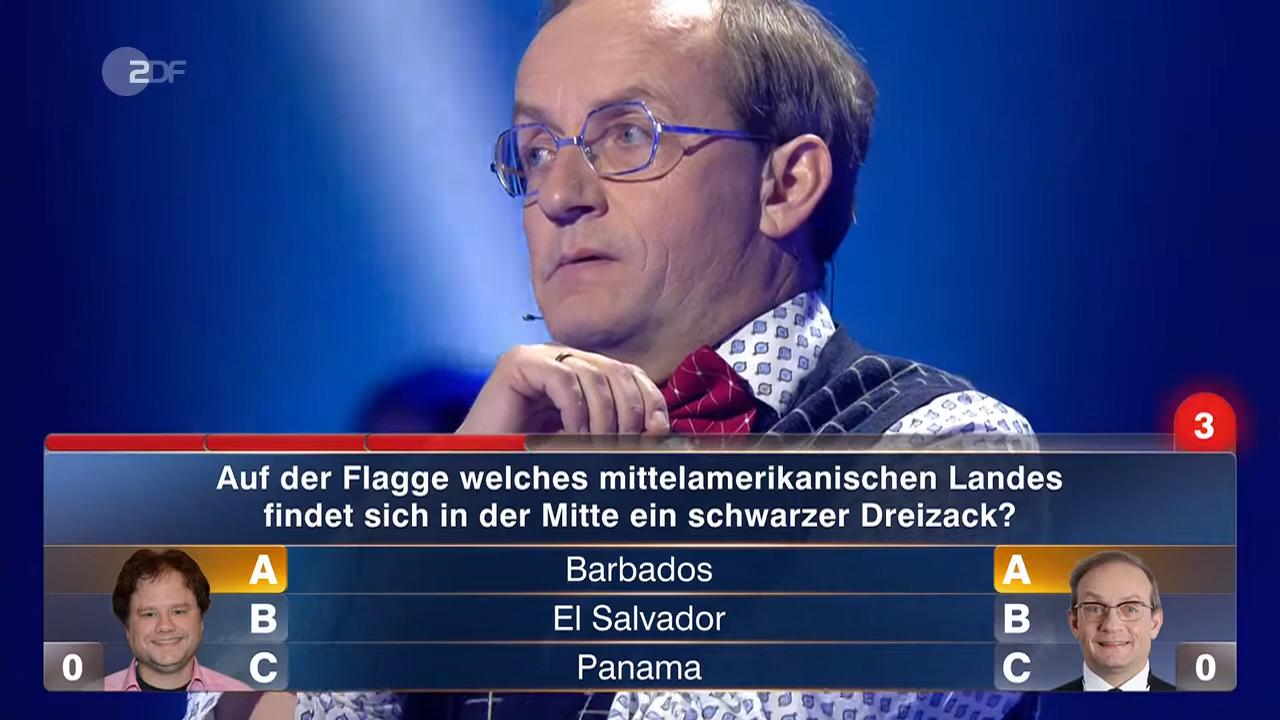 ZDF
3
Auf der Flagge welches mittelamerikanischen Landes
findet sich in der Mitte ein schwarzer Dreizack?
A Barbados A
B El Salvador B
0 C Panama C 0